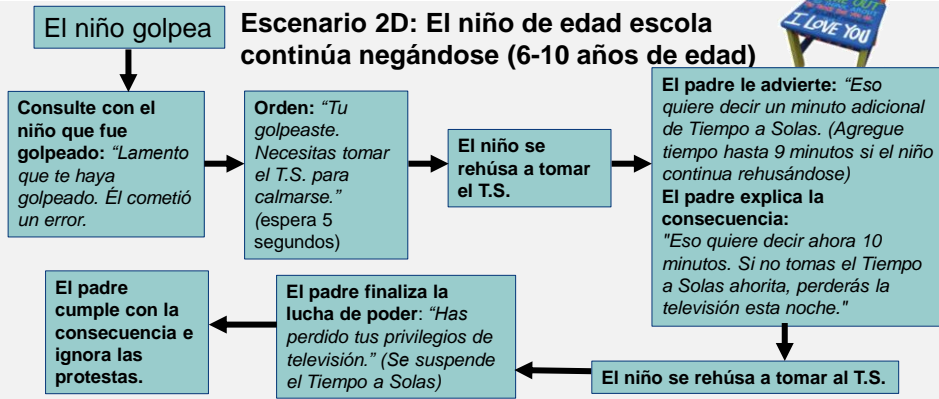 El niño golpea
Escenario 2D: El niño de edad escola
continúa negándose (6-10 años de edad)
OUT
I LOVE YOU
Consulte con el
niño que fue
golpeado: “Lamento
que te haya
golpeado. Él cometió
un error.
Orden: “Tu
golpeaste.
Necesitas tomar
el T.S. para
calmarse.”
(espera 5
segundos)
El niño se
rehúsa a tomar
el T.S.
El padre le advierte: “Eso
quiere decir un minuto adicional
de Tiempo a Solas. (Agregue
tiempo hasta 9 minutos si el niño
continua rehusándose)
El padre explica la
consecuencia:
"Eso quiere decir ahora 10
minutos. Si no tomas el Tiempo
a Solas ahorita, perderás la
televisión esta noche."
El niño se rehúsa a tomar al T.S.
El padre finaliza la
lucha de poder: “Has
perdido tus privilegios de
televisión.” (Se suspende
el Tiempo a Solas)
El padre
cumple con la
consecuencia e
ignora las
protestas.